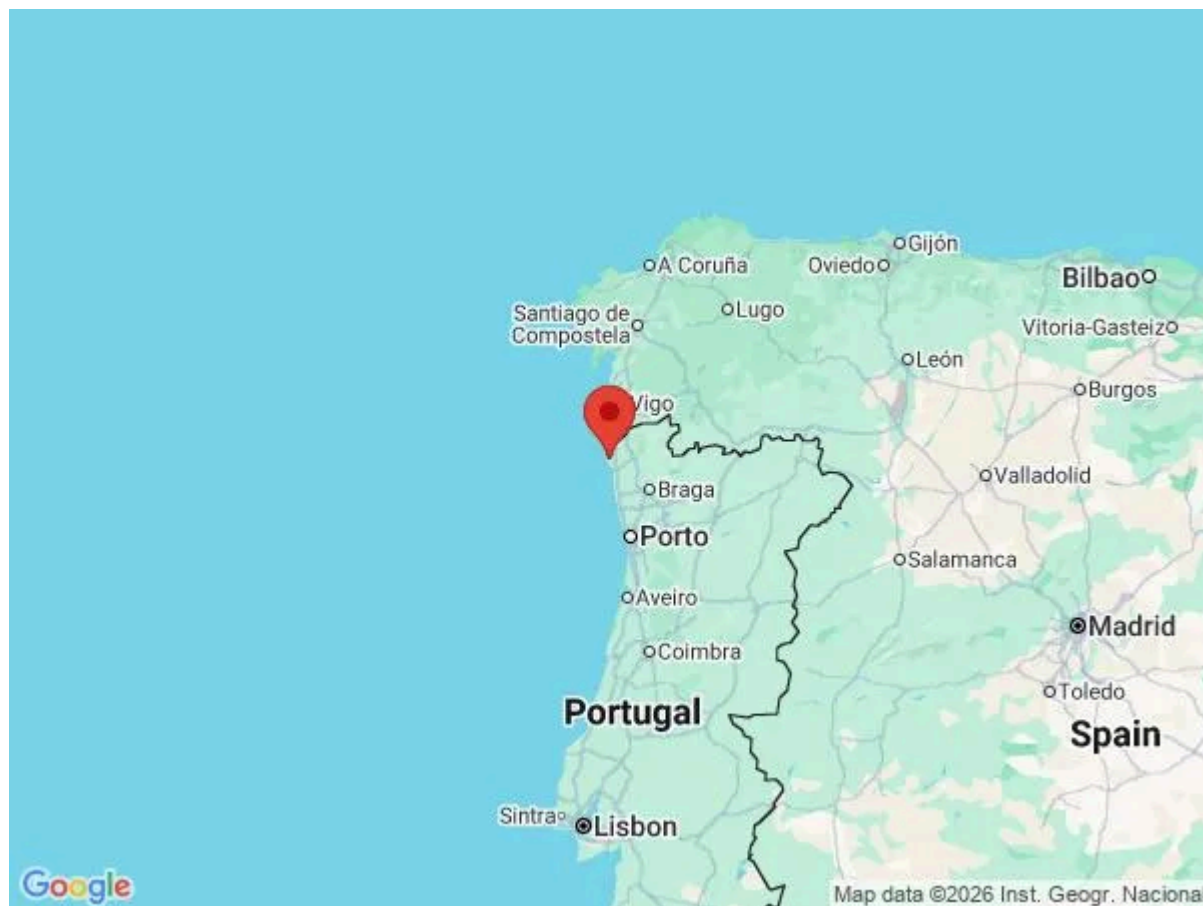 Gijón
A Coruña
Oviedo
Bilbao
Lugo
Santiago de
Compostela
Vitoria-Gasteiz
León
Burgos
Vigo
Valladolid
Braga
Porto
Salamanca
Aveiro
Madrid
Coimbra
Toledo
Portugal
Spain
Sintra
Lisbon
Google
Map data ©2026 Inst. Geogr. Nacional